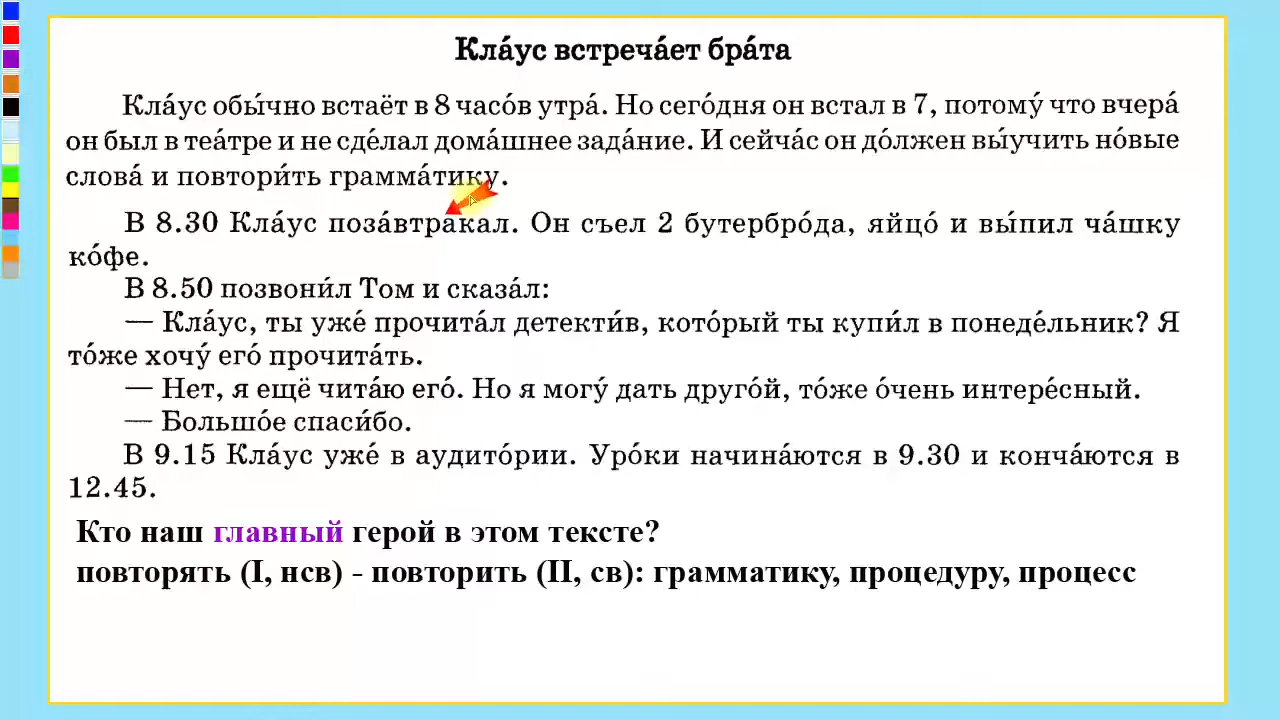 Кла́ус встреча́ет бра́та
Кла́ус обы́чно встаёт в 8 часо́в утра́. Но сего́дня он встал в 7, потому́ что вчера́
он был в теа́тре и не сде́лал дома́шнее зада́ние. И сейча́с он до́лжен вы́учить но́вые
слова́ и повтори́ть грамма́тику.
В 8.30 Кла́ус поза́втракал. Он съел 2 бутербро́да, яйцо́ и вы́пил ча́шку
ко́фе.
В 8.50 позвони́л Том и сказа́л:
— Кла́ус, ты уже́ прочита́л детекти́в, кото́рый ты купи́л в понеде́льник? Я
то́же хочу́ его́ прочита́ть.
— Нет, я ещё чита́ю его́. Но я могу́ дать друго́й, то́же о́чень интере́сный.
— Большо́е спаси́бо.
В 9.15 Кла́ус уже́ в аудито́рии. Уро́ки начина́ются в 9.30 и конча́ются в
12.45.
Кто наш главный герой в этом тексте?
повторять (I, нсв) - повторить (II, св): грамматику, процедуру, процесс